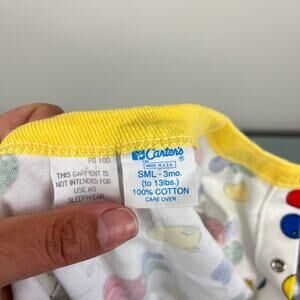 PD 100
THIS GARMENT IS
NOT INTENDED FOR
USE AS
SLEEPWEAR
Carter's
MADE IN U.S.A.
SML - 3mo.
(to 13lbs.)
100% COTTON
CARE OVER